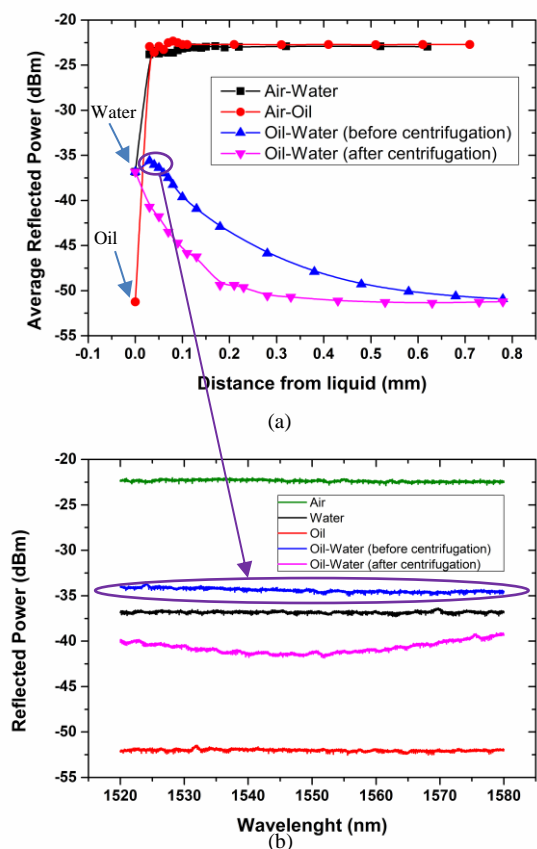 -20
-25
-30
-35
-40
-45
-50
-55
Average Reflected Power (dBm)
Air-Water
Air-Oil
Oil-Water (before centrifugation)
Oil-Water (after centrifugation)
Water
Oil
-0.1 0.0 0.1 0.2 0.3 0.4 0.5 0.6 0.7 0.8
Distance from liquid (mm)
(a)
-20
-25
-30
-35
-40
-45
-50
-55
Reflected Power (dBm)
Air
Water
Oil
Oil-Water (before centrifugation)
Oil-Water (after centrifugation)
1520 1530 1540 1550 1560 1570 1580
Wavelenght (nm)
(b)